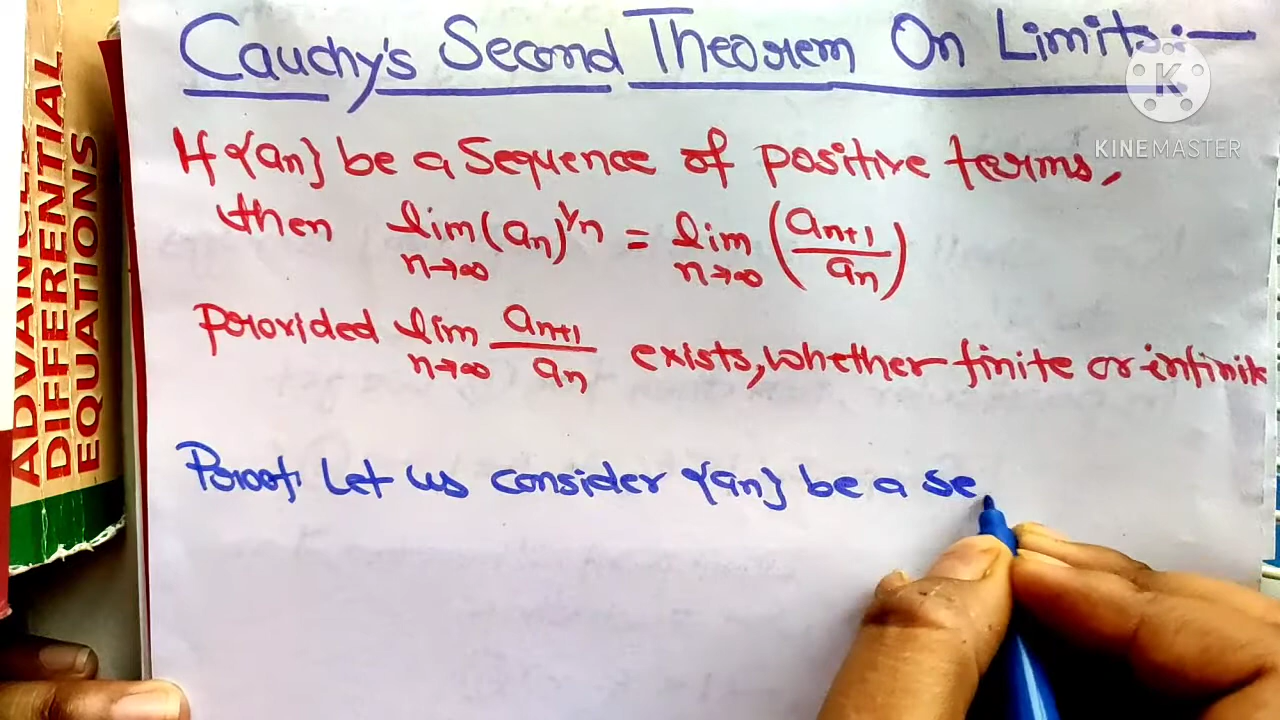 Cauchy's Second Theorem On Limits:-
If {an} be a Sequence of positive terms,
then lim n→∞ (an)^1/n = lim n→∞ (an+1/an)
Provided lim n→∞ an+1/an exists, whether finite or infinite
Proof: Let us consider {an} be a se
K
KINEMASTER
DIFFERENTIAL
EQUATIONS